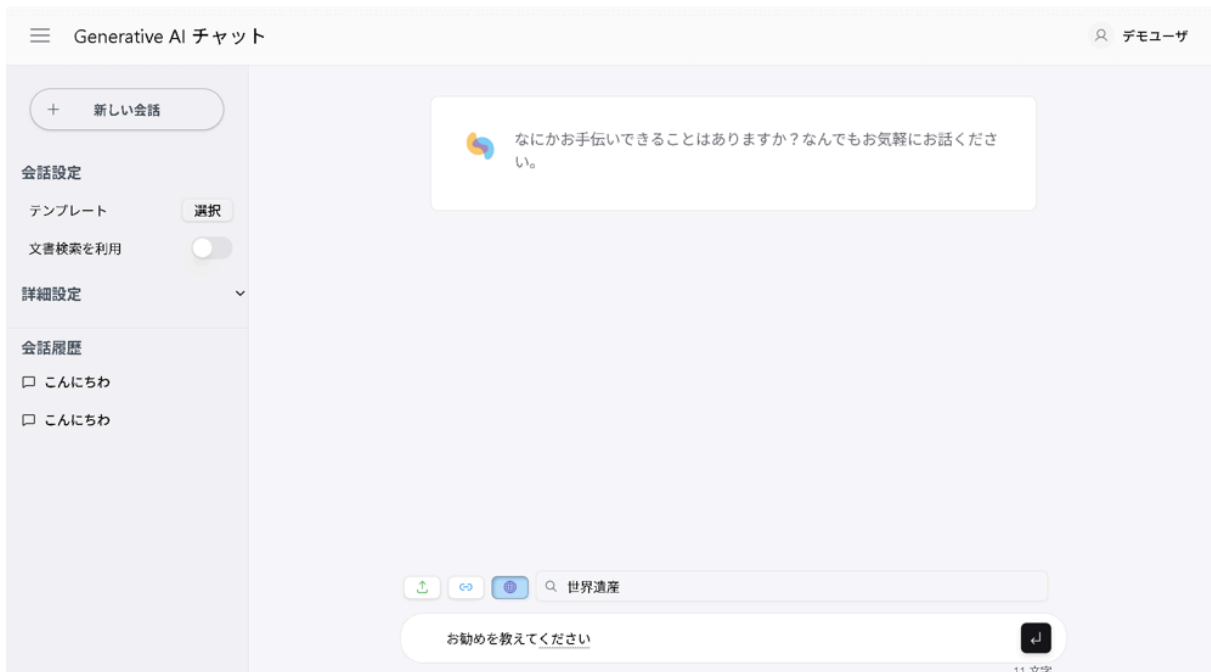 Generative AI チャット
デモユーザ
新しい会話
会話設定
テンプレート
選択
文書検索を利用
詳細設定
会話履歴
こんにちわ
こんにちわ
なにかお手伝いできることはありますか？なんでもお気軽にお話くださ
い。
世界遺産
お勧めを教えてください
11 文字